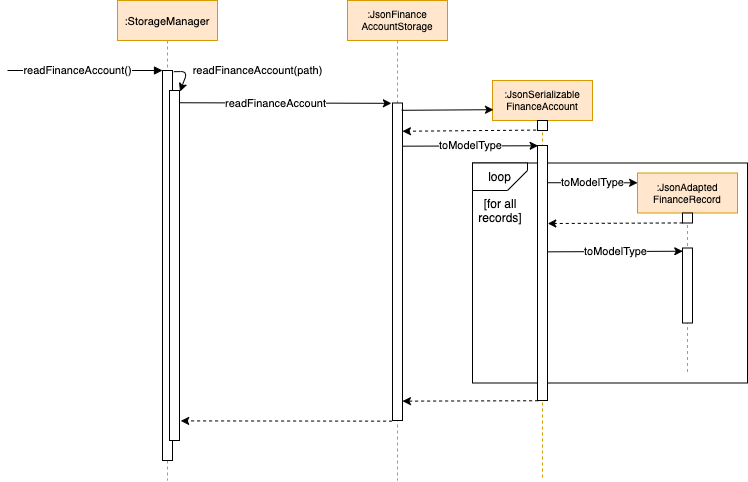 :StorageManager
:JsonFinance
AccountStorage
readFinanceAccount()
readFinanceAccount(path)
readFinanceAccount
:JsonSerializable
FinanceAccount
toModelType
loop
[for all
records]
toModelType
:JsonAdapted
FinanceRecord
toModelType